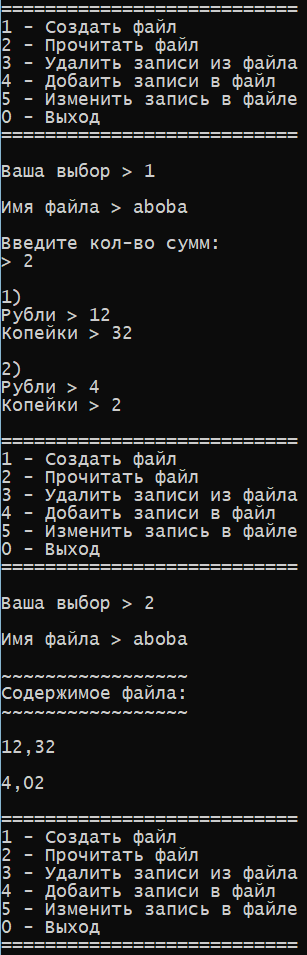 ===========================
1 - Создать файл
2 - Прочитать файл
3 - Удалить записи из файла
4 - Добаить записи в файл
5 - Изменить запись в файле
0 - Выход
===========================
Ваша выбор > 1
Имя файла > aboba
Введите кол-во сумм:
> 2
1)
Рубли > 12
Копейки > 32
2)
Рубли > 4
Копейки > 2
===========================
1 - Создать файл
2 - Прочитать файл
3 - Удалить записи из файла
4 - Добаить записи в файл
5 - Изменить запись в файле
0 - Выход
===========================
Ваша выбор > 2
Имя файла > aboba
~~~~~~~~~~~~~~~~~
Содержимое файла:
~~~~~~~~~~~~~~~~~
12,32
4,02
===========================
1 - Создать файл
2 - Прочитать файл
3 - Удалить записи из файла
4 - Добаить записи в файл
5 - Изменить запись в файле
0 - Выход
===========================